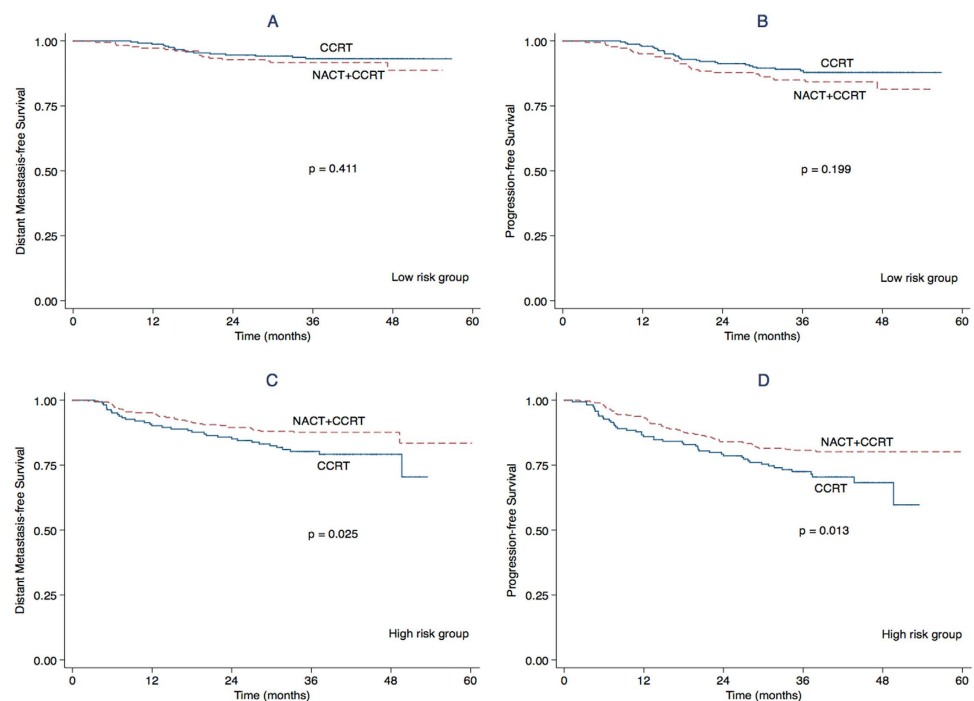 A
Distant Metastasis-free Survival
1.00
0.75
0.50
0.25
0.00
CCRT
NACT+CCRT
p = 0.411
Low risk group
0 12 24 36 48 60
Time (months)
B
Progression-free Survival
1.00
0.75
0.50
0.25
0.00
CCRT
NACT+CCRT
p = 0.199
Low risk group
0 12 24 36 48 60
Time (months)
C
Distant Metastasis-free Survival
1.00
0.75
0.50
0.25
0.00
NACT+CCRT
CCRT
p = 0.025
High risk group
0 12 24 36 48 60
Time (months)
D
Progression-free Survival
1.00
0.75
0.50
0.25
0.00
NACT+CCRT
CCRT
p = 0.013
High risk group
0 12 24 36 48 60
Time (months)